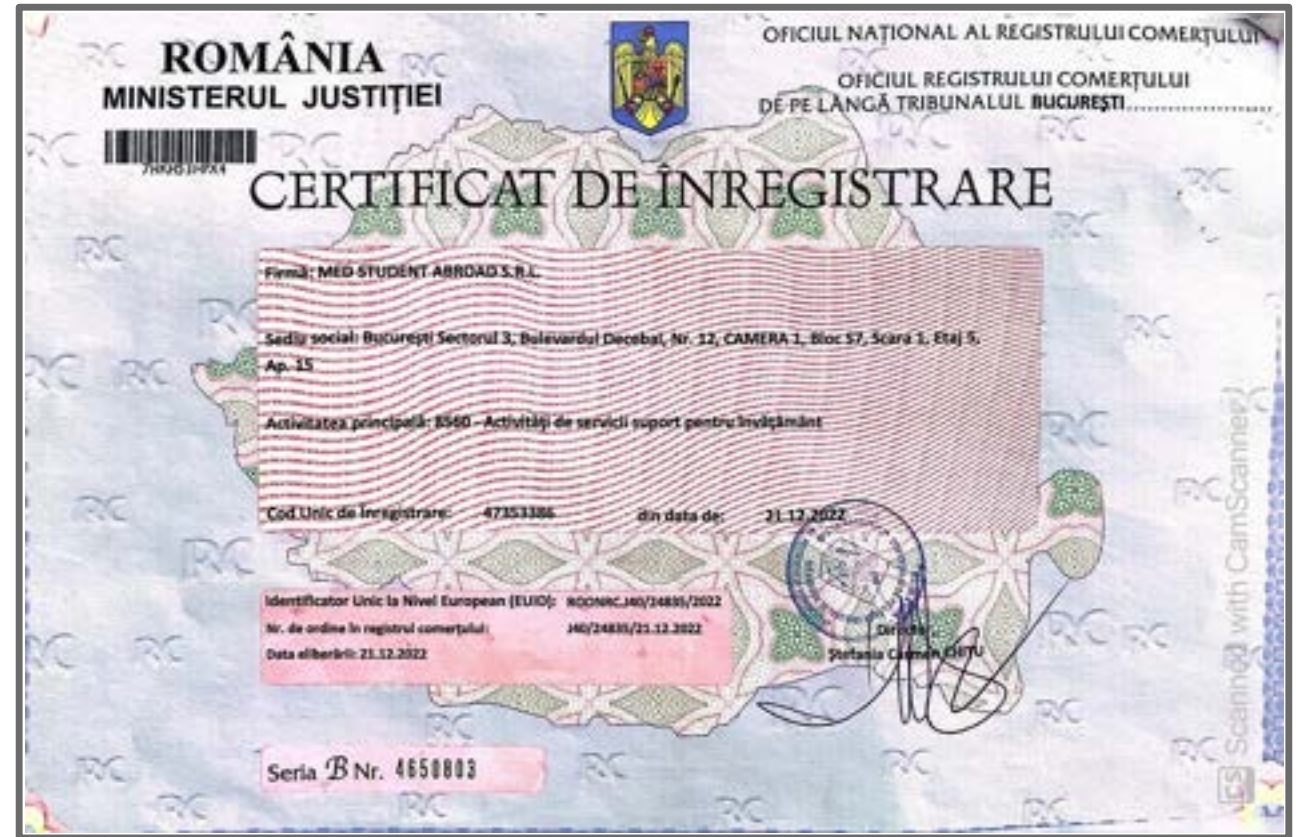 ROMÂNIA
MINISTERUL JUSTIȚIEI
OFICIUL NAȚIONAL AL REGISTRULUI COMERȚULUI
OFICIUL REGISTRULUI COMERȚULUI
DE PE LÂNGĂ TRIBUNALUL BUCUREȘTI
CERTIFICAT DE ÎNREGISTRARE
Firmă: MED STUDENT ABROAD S.R.L.
Sediu social: București Sectorul 3, Bulevardul Decebal, Nr. 12, CAMERA 1, Bloc S7, Scara 1, Etaj 5,
Ap. 15
Activitatea principală: 8560 - Activități de servicii suport pentru învățământ
Cod Unic de Înregistrare: 47353386 din data de: 21.12.2022
Identificator Unic la Nivel European (EUID): ROONRC.J40/24835/2022
Nr. de ordine în registrul comerțului: J40/24835/21.12.2022
Data eliberării: 21.12.2022
Director
Ștefania Carmen CHIȚU
Seria B Nr. 4650803
CS Scanned with CamScanner